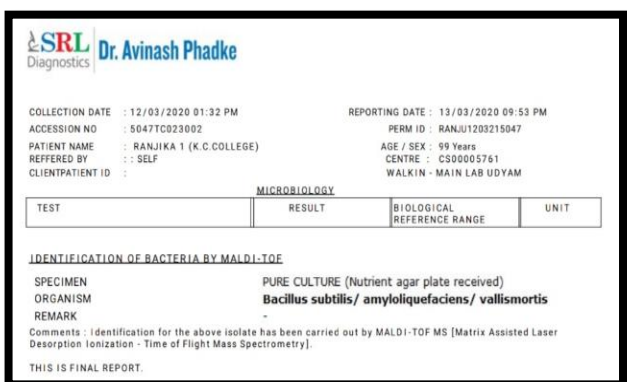 SRL Diagnostics Dr. Avinash Phadke
COLLECTION DATE : 12/03/2020 01:32 PM REPORTING DATE : 13/03/2020 09:53 PM
ACCESSION NO : 5047TC023002 PERM ID : RANJU1203215047
PATIENT NAME : RANJIKA 1 (K.C.COLLEGE) AGE / SEX : 99 Years
REFFERED BY : : SELF CENTRE : CS00005761
CLIENTPATIENT ID : WALKIN - MAIN LAB UDYAM
MICROBIOLOGY
TEST RESULT BIOLOGICAL REFERENCE RANGE UNIT
IDENTIFICATION OF BACTERIA BY MALDI-TOF
SPECIMEN PURE CULTURE (Nutrient agar plate received)
ORGANISM Bacillus subtilis/ amyloliquefaciens/ vallismortis
REMARK -
Comments : Identification for the above isolate has been carried out by MALDI-TOF MS [Matrix Assisted Laser
Desorption Ionization - Time of Flight Mass Spectrometry].
THIS IS FINAL REPORT.